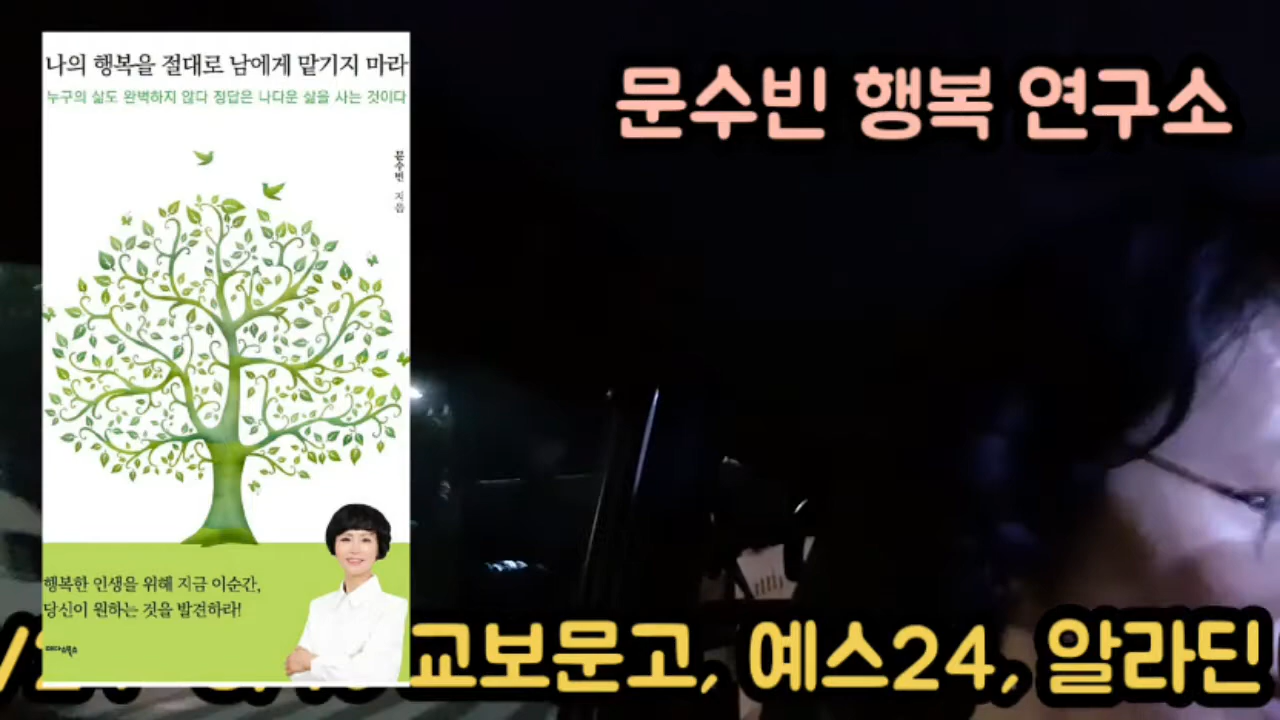 나의 행복을 절대로 남에게 맡기지 마라
누구의 삶도 완벽하지 않다 정답은 나다운 삶을 사는 것이다
문수빈 지음
문수빈 행복 연구소
행복한 인생을 위해 지금 이순간,
당신이 원하는 것을 발견하라!
교보문고, 예스24, 알라딘